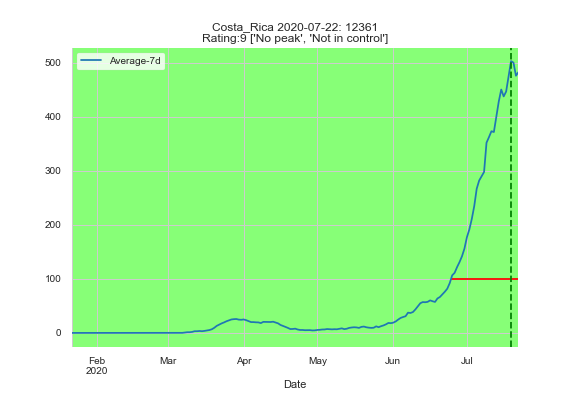 Costa_Rica 2020-07-22: 12361
Rating:9 ['No peak', 'Not in control']
Average-7d
500
400
300
200
100
0
Feb Mar Apr May Jun Jul
2020
Date